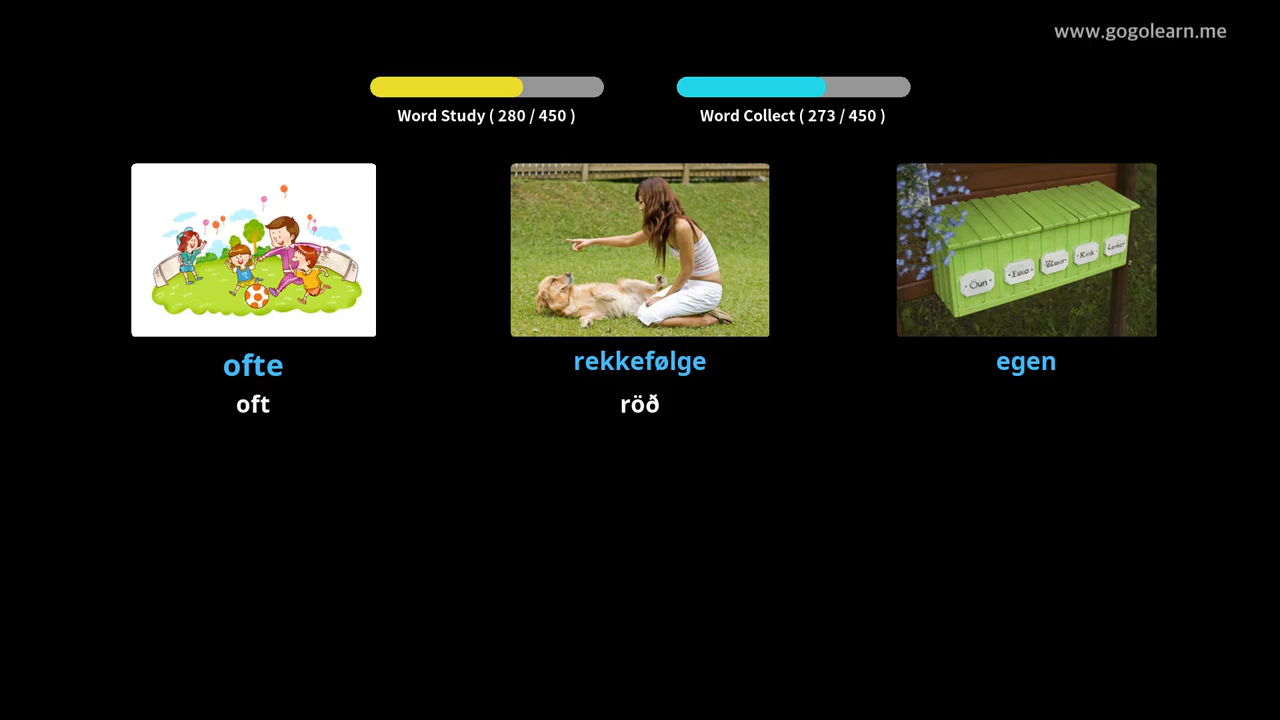 www.gogolearn.me
Word Study ( 280 / 450 )
Word Collect ( 273 / 450 )
ofte
rekkefølge
egen
oft
röð